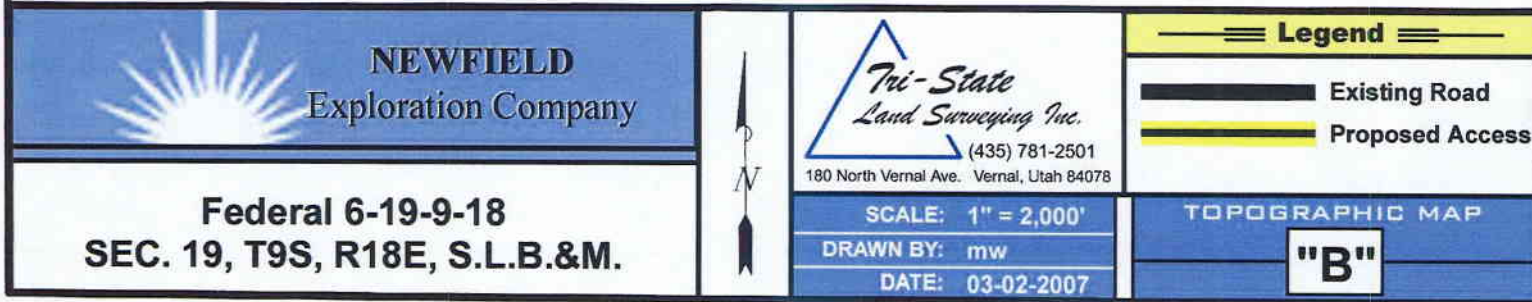 NEWFIELD
Exploration Company
Federal 6-19-9-18
SEC. 19, T9S, R18E, S.L.B.&M.
N
Tri-State
Land Surveying Inc.
(435) 781-2501
180 North Vernal Ave. Vernal, Utah 84078
SCALE: 1" = 2,000'
DRAWN BY: mw
DATE: 03-02-2007
Legend
Existing Road
Proposed Access
TOPOGRAPHIC MAP
"B"